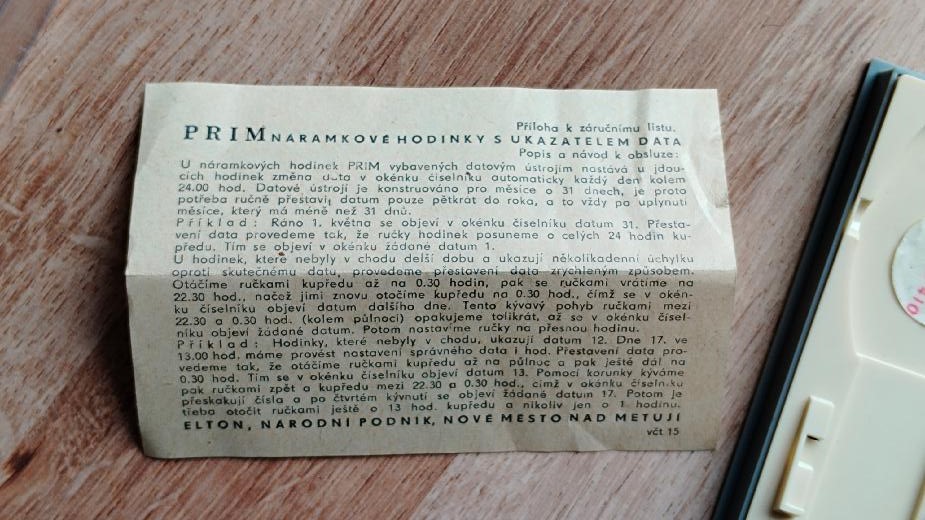 Příloha k záručnímu listu.
PRIM NÁRAMKOVÉ HODINKY S UKAZATELEM DATA
Popis a návod k obsluze:
U náramkových hodinek PRIM vybavených datovým ústrojím nastává u jdou-
cích hodinek změna data v okénku číselníku automaticky každý den kolem
24.00 hod. Datové ústrojí je konstruováno pro měsíce o 31 dnech, je proto
potřeba ručně přestavit datum pouze pětkrát do roka, a to vždy po uplynutí
měsíce, který má méně než 31 dnů.
Příklad: Ráno 1. května se objeví v okénku číselníku datum 31. Přesta-
vení data provedeme tak, že ručky hodinek posuneme o celých 24 hodin ku-
předu. Tím se objeví v okénku žádané datum 1.
U hodinek, které nebyly v chodu delší dobu a ukazují několikadenní úchylku
oproti skutečnému datu, provedeme přestavení data zrychleným způsobem.
Otáčíme ručkami kupředu až na 0.30 hodin, pak se ručkami vrátíme na
22.30 hod., načež jimi znovu otočíme kupředu na 0.30 hod., čímž se v okén-
ku číselníku objeví datum dalšího dne. Tento kývavý pohyb ručkami mezi
22.30 a 0.30 hod. (kolem půlnoci) opakujeme tolikrát, až se v okénku číselníku-
níku objeví žádané datum. Potom nastavíme ručky na přesnou hodinu.
Příklad: Hodinky, které nebyly v chodu, ukazují datum 12. Dne 17. ve
13.00 hod. máme provést nastavení správného data i hod. Přestavení data pro-
vedeme tak, že otáčíme ručkami kupředu až na půlnoc a pak ještě dál na
0.30 hod. Tím se v okénku číselníku objeví datum 13. Pomocí korunky kýváme
pak ručkami zpět a kupředu mezi 22.30 a 0.30 hod., čímž v okénku číselníku
přeskakují čísla a po čtvrtém kývnutí se objeví žádané datum 17. Potom je
třeba otočit ručkami ještě o 13 hod. kupředu a nikoliv jen o 1 hodinu.
ELTON, NÁRODNÍ PODNIK, NOVÉ MĚSTO NAD METUJÍ
včt 15